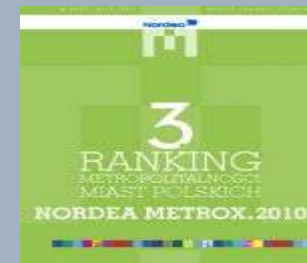 Nordea
M
3
RANKING
METROPOLITALNOŚCI
MIAST POLSKICH
NORDEA METROX.2010